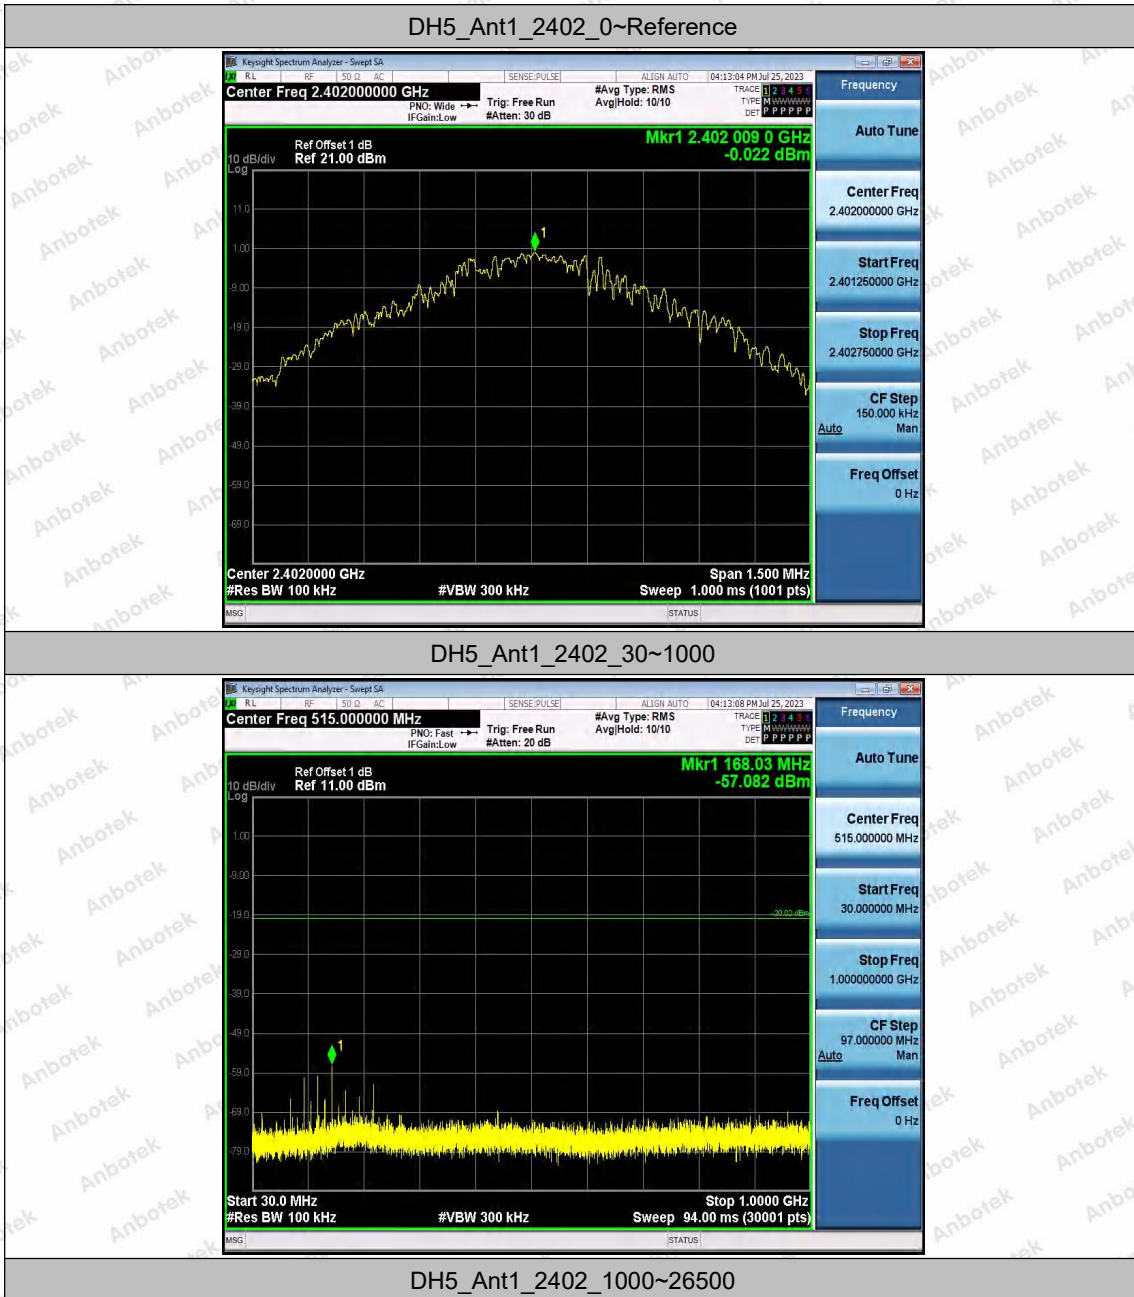 DH5_Ant1_2402_0~Reference
Keysight Spectrum Analyzer - Swept SA
RL RF 50 Ω AC SENSE:PULSE ALIGN AUTO 04:13:04 PM Jul 25, 2023
Center Freq 2.402000000 GHz
PNO: Wide
IFGain:Low
Trig: Free Run
#Atten: 30 dB
#Avg Type: RMS
Avg|Hold: 10/10
TRACE 1 2 3 4 5 6
TYPE M WWWWW
DET P P P P P P
Mkr1 2.402 009 0 GHz
-0.022 dBm
Ref Offset 1 dB
10 dB/div Ref 21.00 dBm
Log
11.0
1.00
-9.00
-19.0
-29.0
-39.0
-49.0
-59.0
-69.0
1
Center 2.4020000 GHz Span 1.500 MHz
#Res BW 100 kHz #VBW 300 kHz Sweep 1.000 ms (1001 pts)
MSG STATUS
Frequency
Auto Tune
Center Freq
2.402000000 GHz
Start Freq
2.401250000 GHz
Stop Freq
2.402750000 GHz
CF Step
150.000 kHz
Auto Man
Freq Offset
0 Hz
DH5_Ant1_2402_30~1000
Keysight Spectrum Analyzer - Swept SA
RL RF 50 Ω AC SENSE:PULSE ALIGN AUTO 04:13:08 PM Jul 25, 2023
Center Freq 515.000000 MHz
PNO: Fast
IFGain:Low
Trig: Free Run
#Atten: 20 dB
#Avg Type: RMS
Avg|Hold: 10/10
TRACE 1 2 3 4 5 6
TYPE M WWWWW
DET P P P P P P
Mkr1 168.03 MHz
-57.082 dBm
Ref Offset 1 dB
10 dB/div Ref 11.00 dBm
Log
1.00
-9.00
-19.0
-20.02 dBm
-29.0
-39.0
-49.0
-59.0
-69.0
-79.0
1
Start 30.0 MHz Stop 1.0000 GHz
#Res BW 100 kHz #VBW 300 kHz Sweep 94.00 ms (30001 pts)
MSG STATUS
Frequency
Auto Tune
Center Freq
515.000000 MHz
Start Freq
30.000000 MHz
Stop Freq
1.000000000 GHz
CF Step
97.000000 MHz
Auto Man
Freq Offset
0 Hz
DH5_Ant1_2402_1000~26500
Anbotek